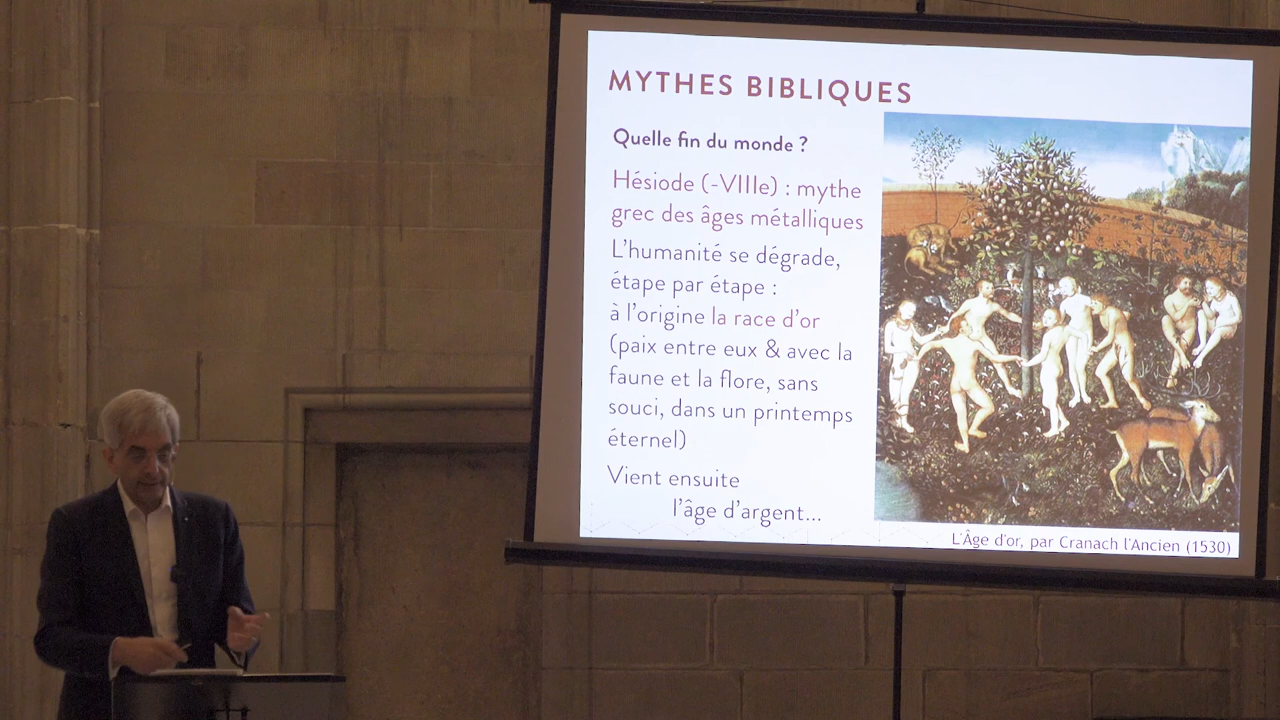 MYTHES BIBLIQUES
Quelle fin du monde ?
Hésiode (-VIIIe) : mythe
grec des âges métalliques
L'humanité se dégrade,
étape par étape :
à l'origine la race d'or
(paix entre eux & avec la
faune et la flore, sans
souci, dans un printemps
éternel)
Vient ensuite
l'âge d'argent...
L'Âge d'or, par Cranach l'Ancien (1530)